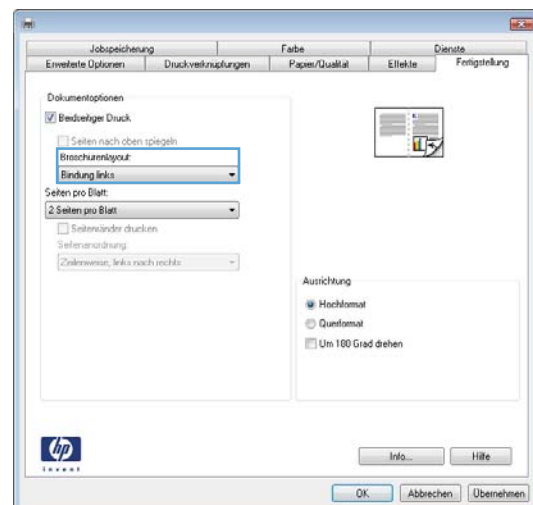 Jobspeicherung Farbe Dienste
Erweiterte Optionen Druckverknüpfungen Papier/Qualität Effekte Fertigstellung
Dokumentoptionen
Beidseitiger Druck
Seiten nach oben spiegeln
Broschürenlayout:
Bindung links
Seiten pro Blatt:
2 Seiten pro Blatt
Seitenränder drucken
Seitenanordnung:
Zeilenweise, links nach rechts
Ausrichtung
Hochformat
Querformat
Um 180 Grad drehen
hp
invent
Info... Hilfe
OK Abbrechen Übernehmen